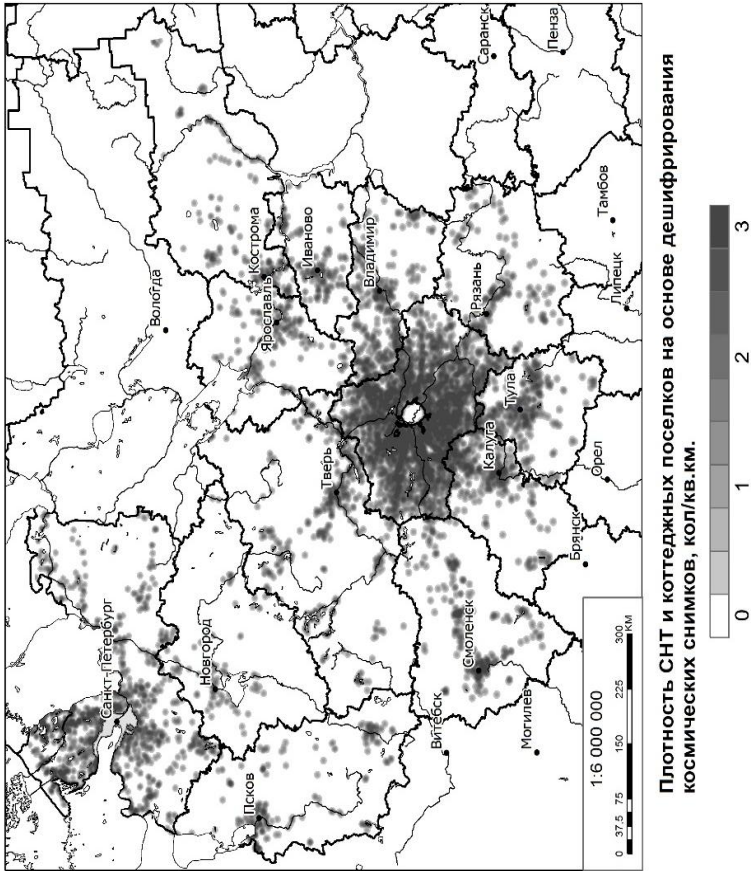 Вологда
Санкт-Петербург
Кострома
Ярославль
Иваново
Новгород
Псков
Тверь
Владимир
Саранск
Пенза
Рязань
Калуга
Тула
Смоленск
Витебск
Могилев
Брянск
Орел
Липецк
Тамбов
1:6 000 000
0 37,5 75 150 225 300
КМ
Плотность СНТ и коттеджных поселков на основе дешифрирования
космических снимков, кол/кв.км.
0 1 2 3